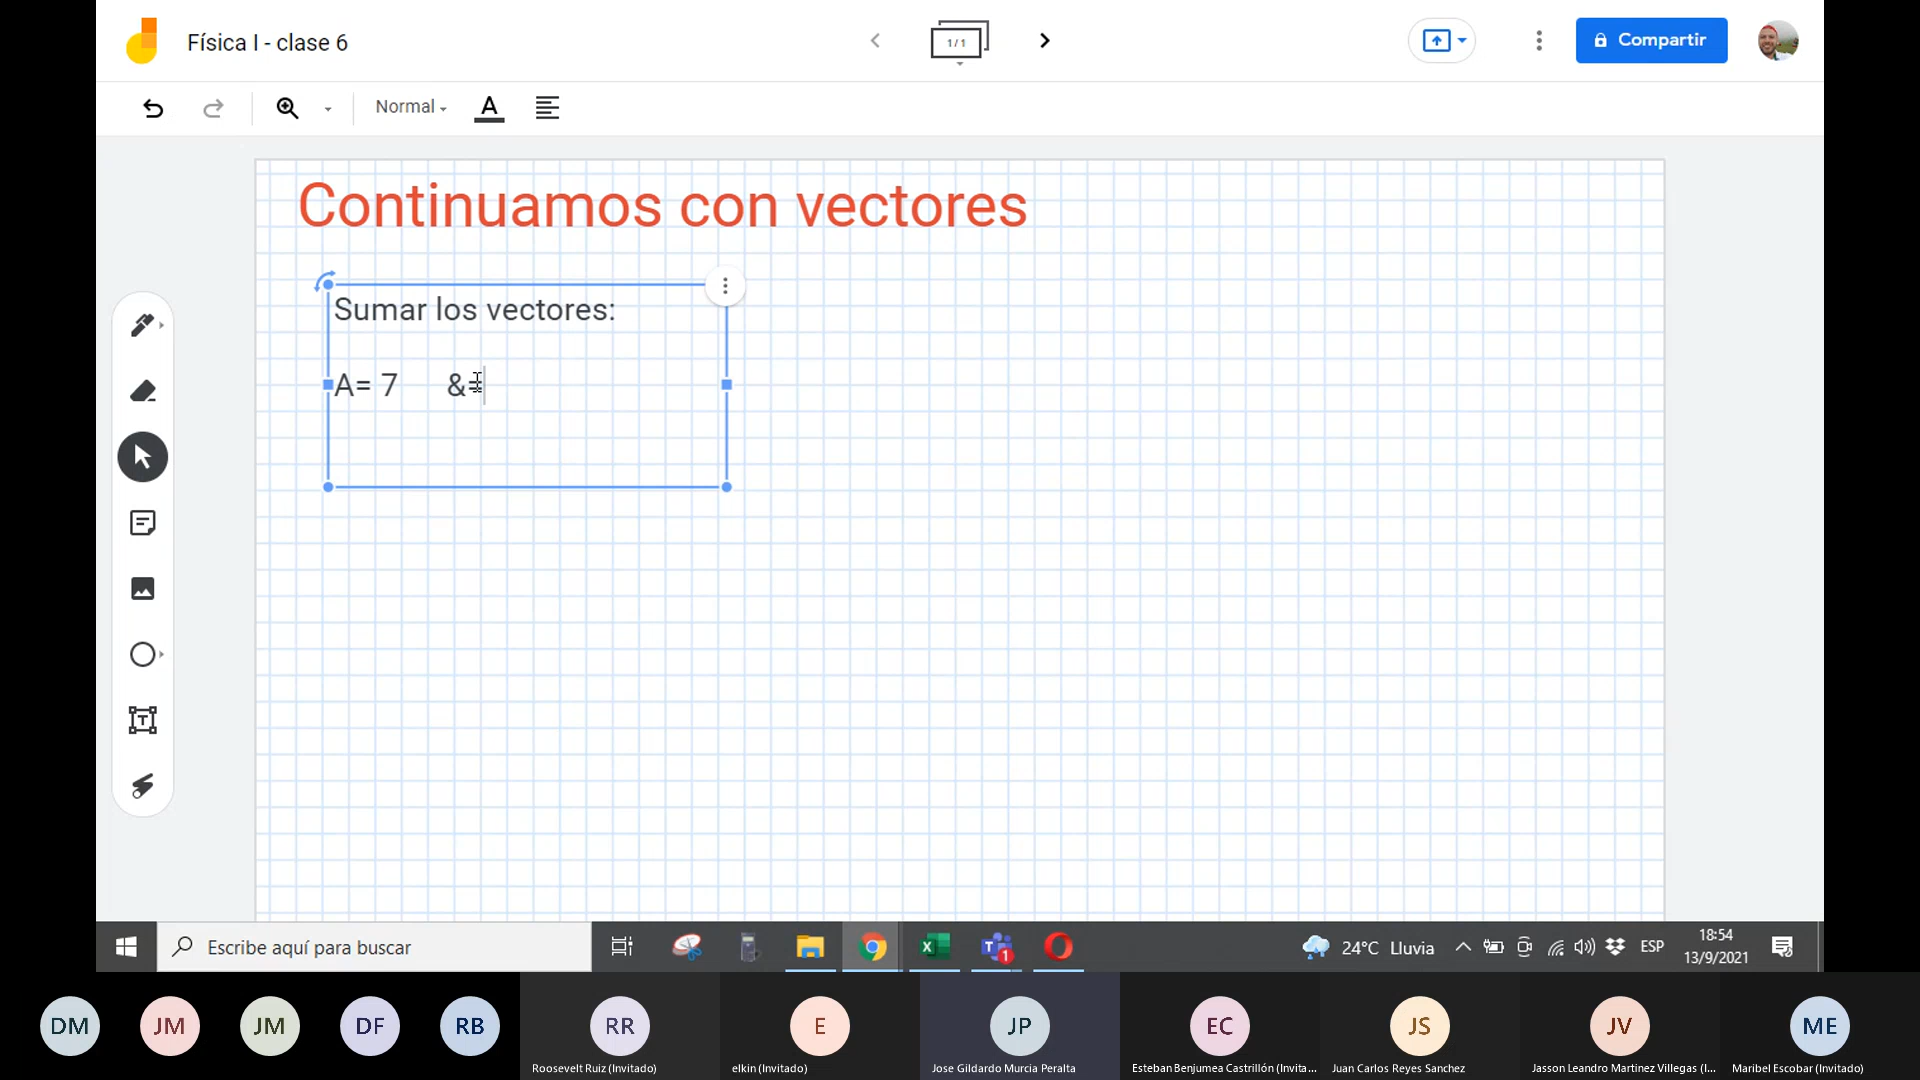 Física I - clase 6
1 / 1
Compartir
Normal
A
Continuamos con vectores
Sumar los vectores:
A= 7 &=
T
Escribe aquí para buscar
24°C Lluvia
ESP
18:54
13/9/2021
DM
JM
JM
DF
RB
RR
E
JP
EC
JS
JV
ME
Roosevelt Ruiz (Invitado)
elkin (Invitado)
Jose Gildardo Murcia Peralta
Esteban Benjumea Castrillón (Invita...
Juan Carlos Reyes Sanchez
Jasson Leandro Martinez Villegas (I...
Maribel Escobar (Invitado)